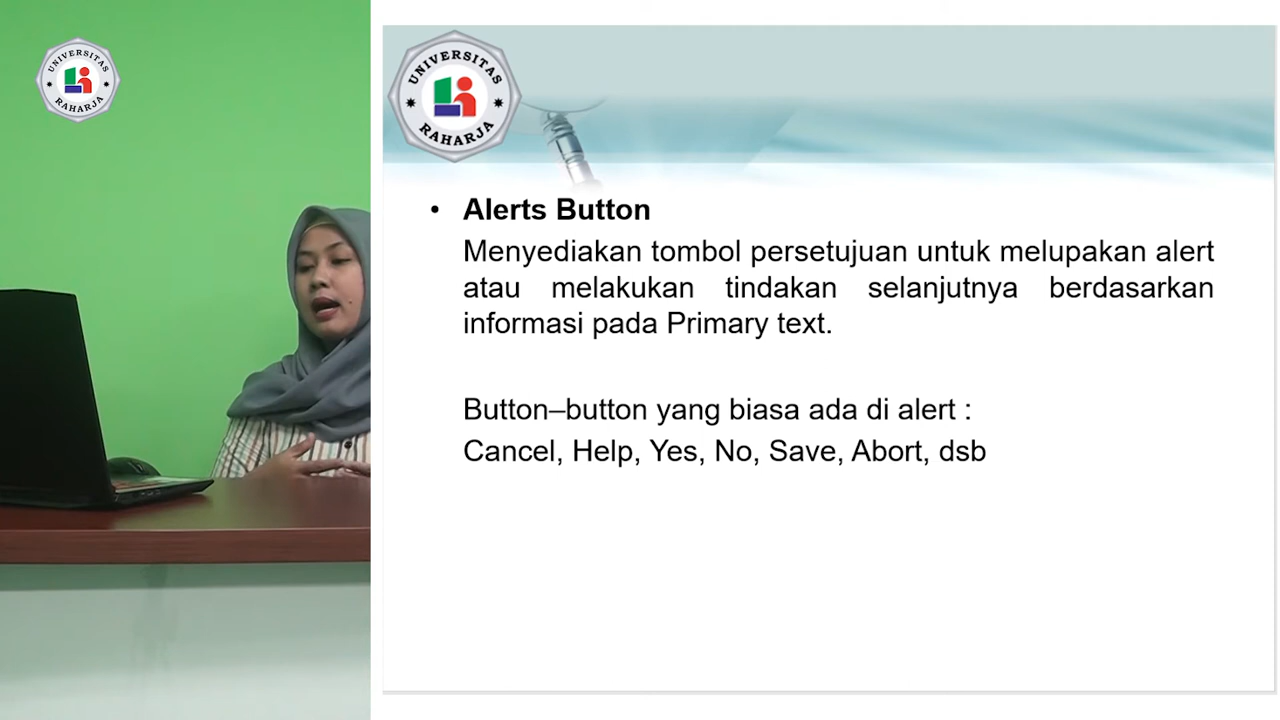 UNIVERSITAS
RAHARJA
UNIVERSITAS
RAHARJA
• Alerts Button
Menyediakan tombol persetujuan untuk melupakan alert
atau melakukan tindakan selanjutnya berdasarkan
informasi pada Primary text.
Button–button yang biasa ada di alert :
Cancel, Help, Yes, No, Save, Abort, dsb